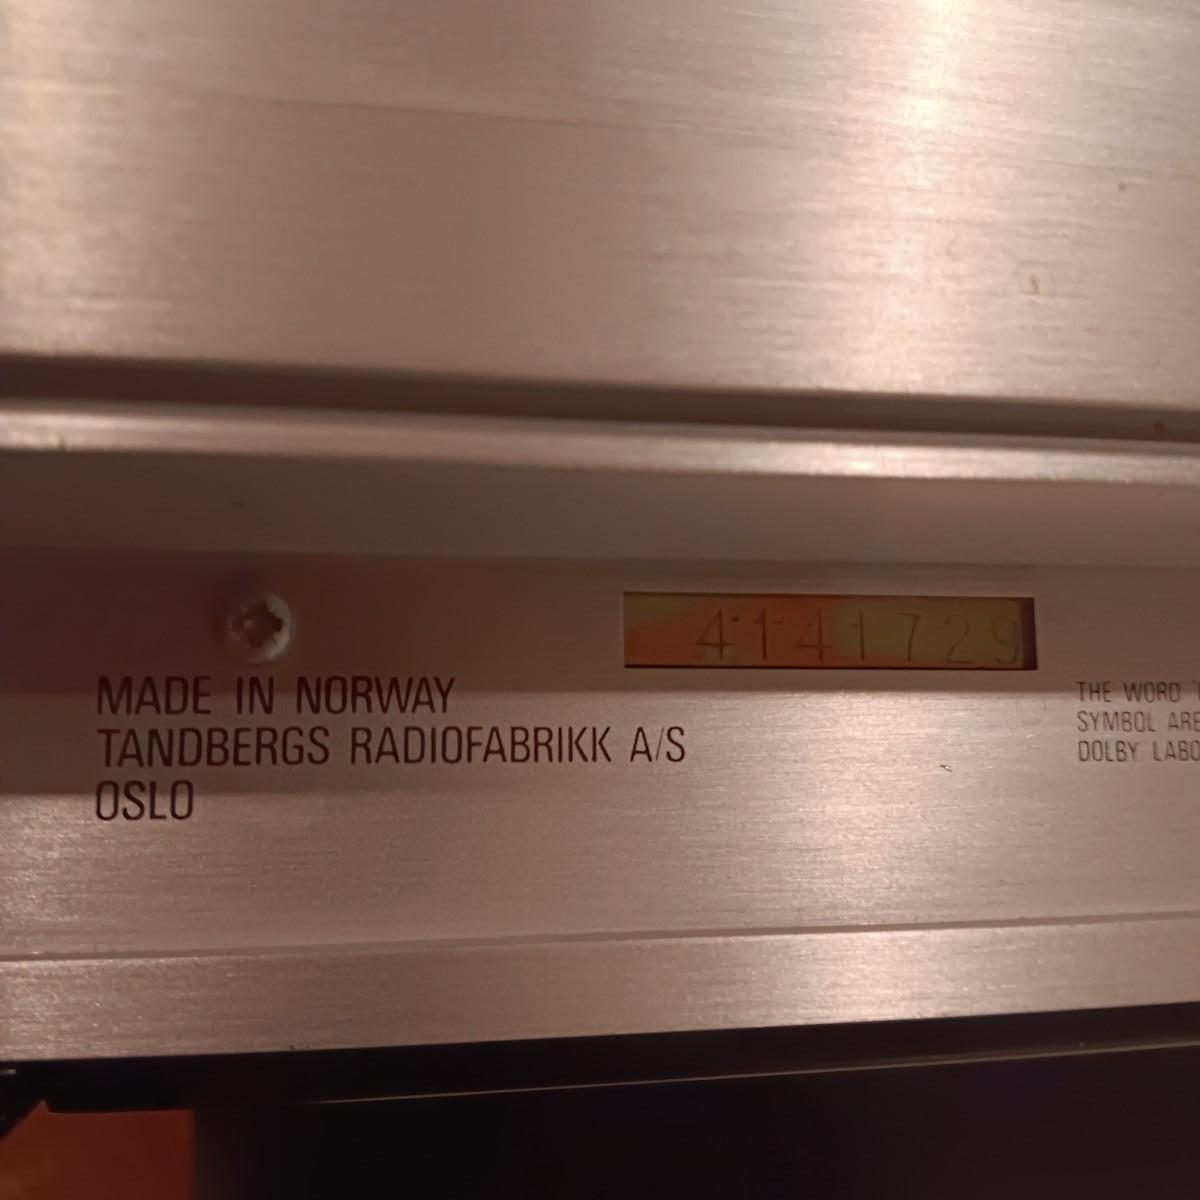 4141729
MADE IN NORWAY
TANDBERGS RADIOFABRIKK A/S
OSLO
THE WORD
SYMBOL ARE
DOLBY